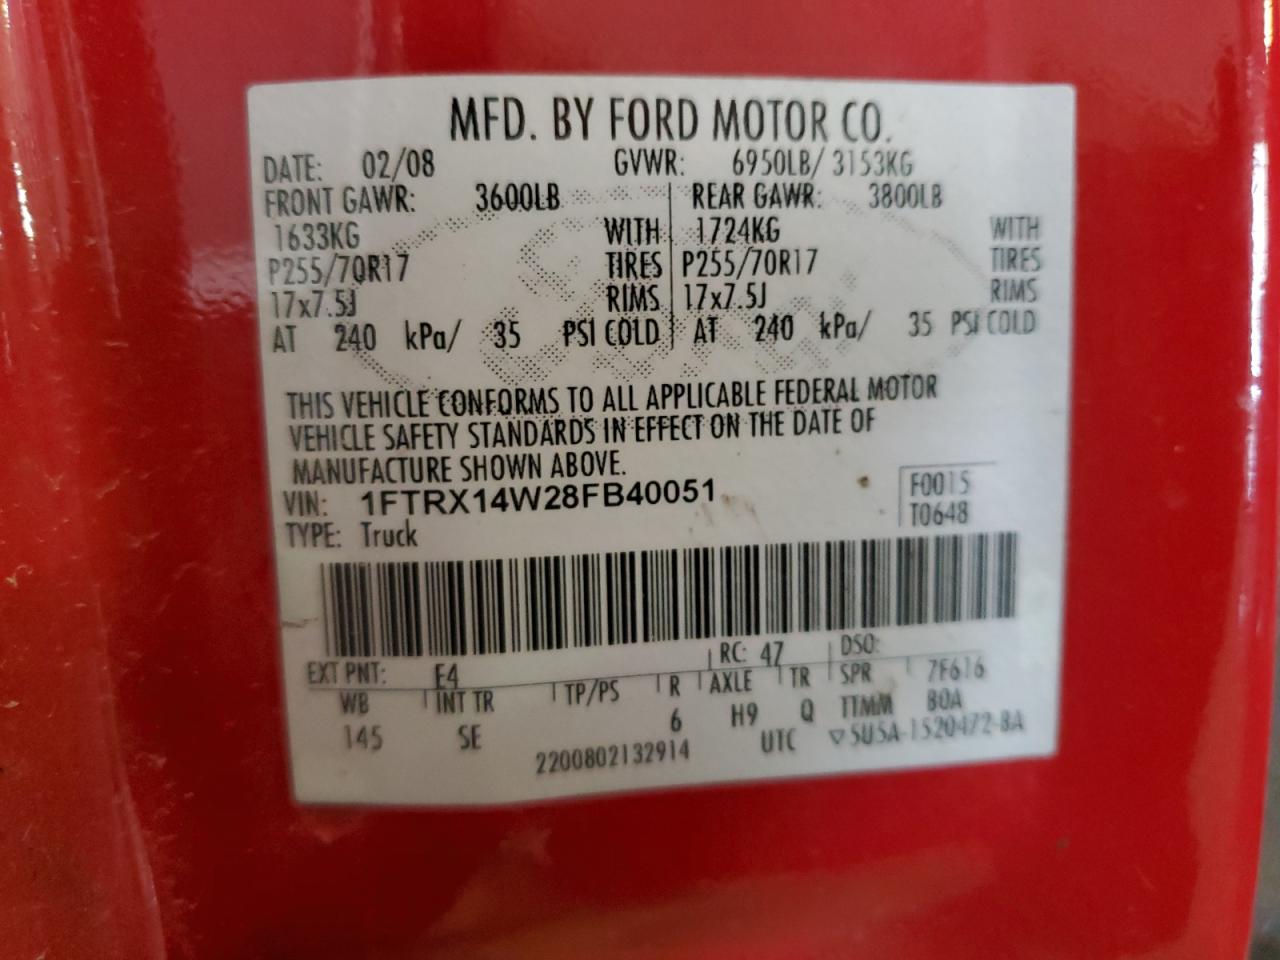 MFD. BY FORD MOTOR CO.
DATE: 02/08 GVWR: 6950LB/ 3153KG
FRONT GAWR: 3600LB REAR GAWR: 3800LB
1633KG WITH 1724KG WITH
P255/70R17 TIRES P255/70R17 TIRES
17x7.5J RIMS 17x7.5J RIMS
AT 240 kPa/ 35 PSI COLD AT 240 kPa/ 35 PSI COLD
THIS VEHICLE CONFORMS TO ALL APPLICABLE FEDERAL MOTOR
VEHICLE SAFETY STANDARDS IN EFFECT ON THE DATE OF
MANUFACTURE SHOWN ABOVE.
VIN: 1FTRX14W28FB40051 F0015
TYPE: Truck T0648
EXT PNT: E4 RC: 47 DSO:
WB INT TR TP/PS R AXLE TR SPR 7F616
145 SE 6 H9 Q TTMM BOA
2200802132914 UTC ▽5U5A-1520472-BA